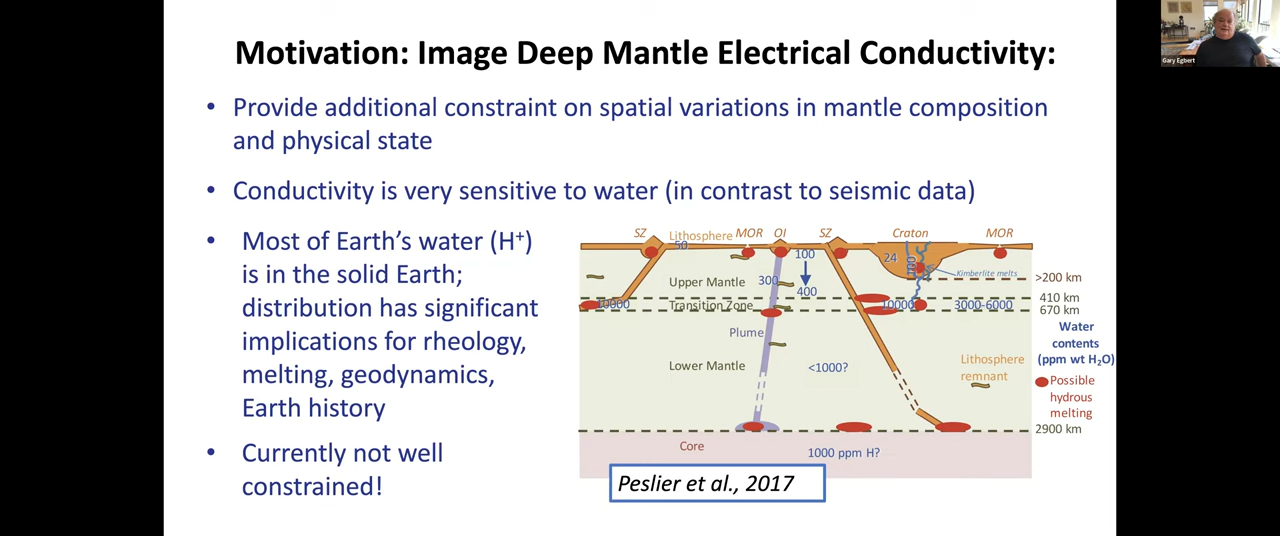 Motivation: Image Deep Mantle Electrical Conductivity:
Gary Egbert
• Provide additional constraint on spatial variations in mantle composition
and physical state
• Conductivity is very sensitive to water (in contrast to seismic data)
• Most of Earth's water (H⁺)
is in the solid Earth;
distribution has significant
implications for rheology,
melting, geodynamics,
Earth history
• Currently not well
constrained!
SZ Lithosphere MOR OI SZ Craton MOR
50 100 24 100
Kimberlite melts
Upper Mantle 300 400 >200 km
410 km
10000 Transition Zone 10000 3000-6000 670 km
Plume
Lower Mantle <1000?
Lithosphere
remnant
Water
contents
(ppm wt H₂O)
Possible
hydrous
melting
2900 km
Core 1000 ppm H?
Peslier et al., 2017